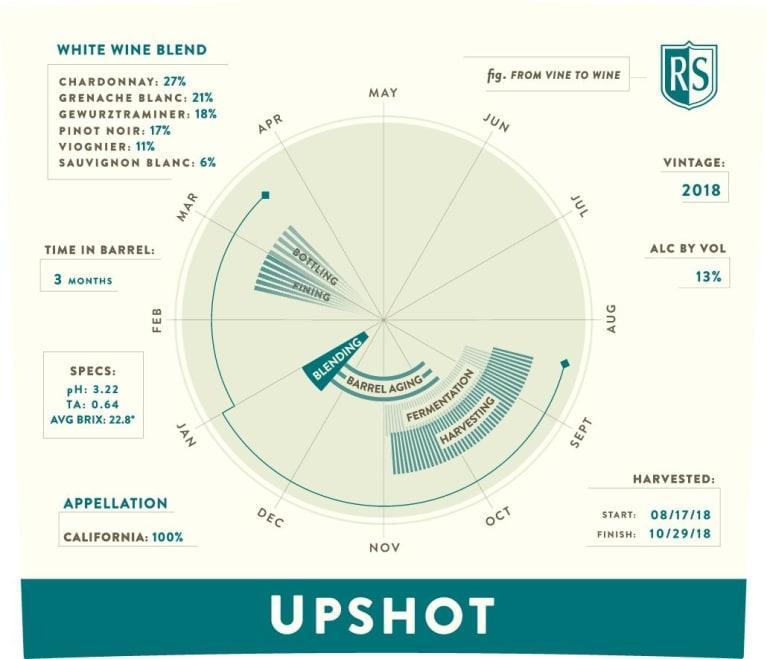 WHITE WINE BLEND
CHARDONNAY: 27%
GRENACHE BLANC: 21%
GEWURZTRAMINER: 18%
PINOT NOIR: 17%
VIOGNIER: 11%
SAUVIGNON BLANC: 6%
fig. FROM VINE TO WINE
RS
VINTAGE:
2018
ALC BY VOL
13%
TIME IN BARREL:
3 MONTHS
SPECS:
pH: 3.22
TA: 0.64
AVG BRIX: 22.8°
APPELLATION
CALIFORNIA: 100%
MAY
JUN
JUL
AUG
SEPT
OCT
NOV
DEC
JAN
FEB
MAR
APR
BOTTLING
FINING
BLENDING
BARREL AGING
FERMENTATION
HARVESTING
HARVESTED:
START: 08/17/18
FINISH: 10/29/18
UPSHOT